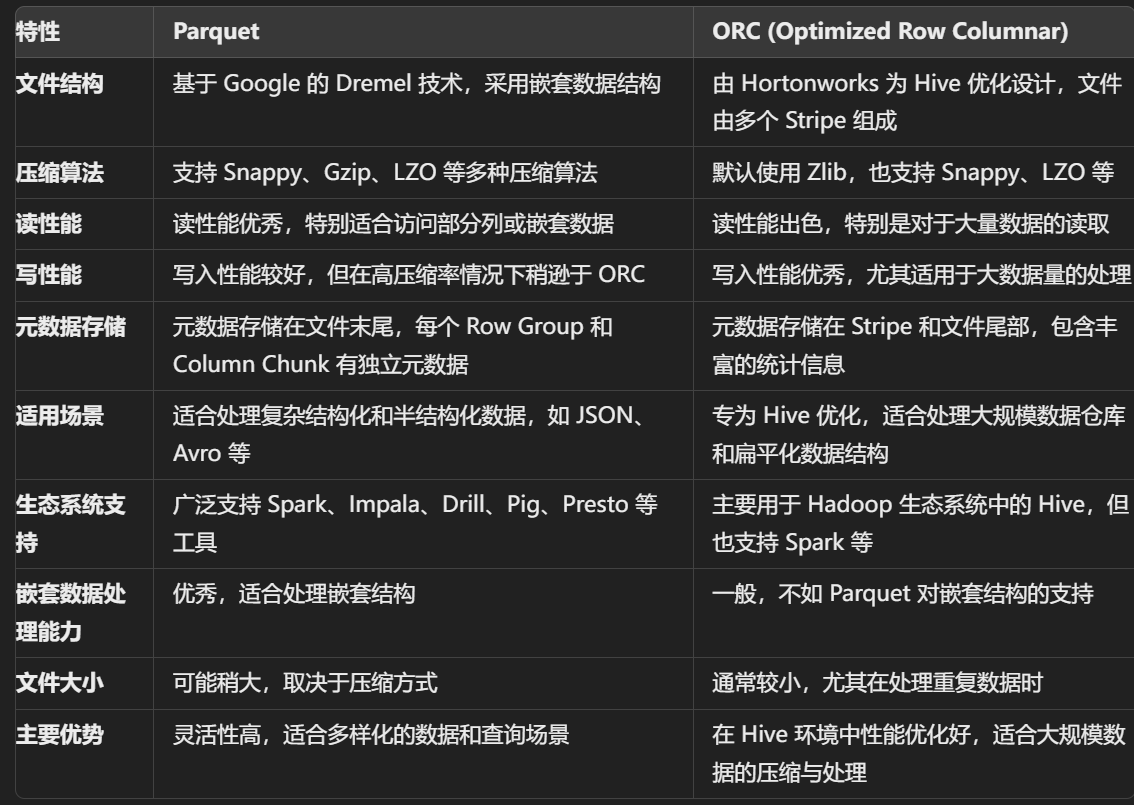 特性 Parquet ORC (Optimized Row Columnar)
文件结构 基于 Google 的 Dremel 技术，采用嵌套数据结构 由 Hortonworks 为 Hive 优化设计，文件
由多个 Stripe 组成
压缩算法 支持 Snappy、Gzip、LZO 等多种压缩算法 默认使用 Zlib，也支持 Snappy、LZO 等
读性能 读性能优秀，特别适合访问部分列或嵌套数据 读性能出色，特别是对于大量数据的读取
写性能 写入性能较好，但在高压缩率情况下稍逊于 ORC 写入性能优秀，尤其适用于大数据量的处理
元数据存储 元数据存储在文件末尾，每个 Row Group 和 元数据存储在 Stripe 和文件尾部，包含丰
Column Chunk 有独立元数据 富的统计信息
适用场景 适合处理复杂结构化和半结构化数据，如 JSON、 专为 Hive 优化，适合处理大规模数据仓库
Avro 等 和扁平化数据结构
生态系统支 广泛支持 Spark、Impala、Drill、Pig、Presto 等 主要用于 Hadoop 生态系统中的 Hive，但
持 工具 也支持 Spark 等
嵌套数据处 优秀，适合处理嵌套结构 一般，不如 Parquet 对嵌套结构的支持
理能力
文件大小 可能稍大，取决于压缩方式 通常较小，尤其在处理重复数据时
主要优势 灵活性高，适合多样化的数据和查询场景 在 Hive 环境中性能优化好，适合大规模数
据的压缩与处理